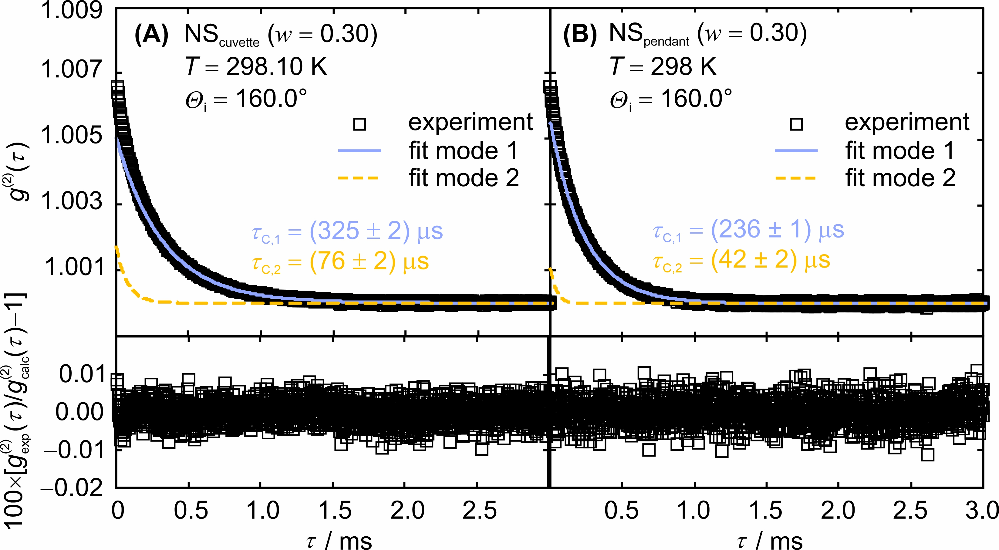 g(2)(τ)
1.009
1.007
1.005
1.003
1.001
(A) NScuvette (w = 0.30)
T = 298.10 K
Θi = 160.0°
experiment
fit mode 1
fit mode 2
τC,1 = (325 ± 2) μs
τC,2 = (76 ± 2) μs
(B) NSpendant (w = 0.30)
T = 298 K
Θi = 160.0°
experiment
fit mode 1
fit mode 2
τC,1 = (236 ± 1) μs
τC,2 = (42 ± 2) μs
100×[g(2)exp(τ)/g(2)calc(τ)−1]
0.01
0.00
−0.01
−0.02
0 0.5 1.0 1.5 2.0 2.5 0.5 1.0 1.5 2.0 2.5 3.0
τ / ms τ / ms